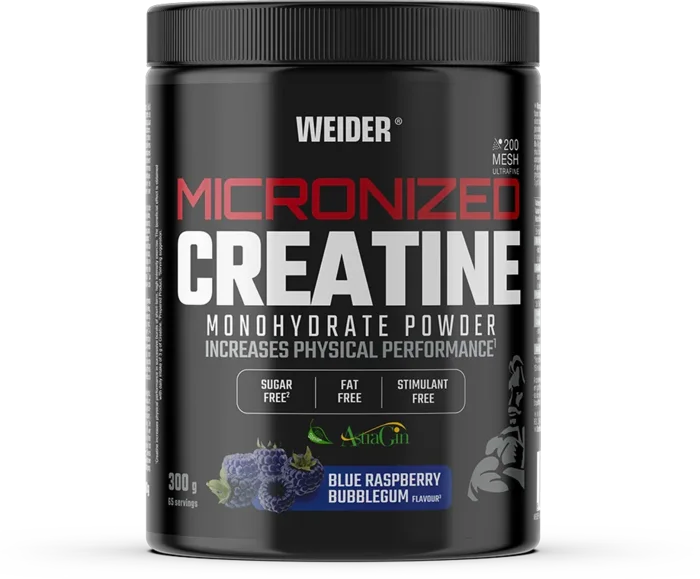 WEIDER®
200
MESH
ULTRAFINE
MICRONIZED
CREATINE
MONOHYDRATE POWDER
INCREASES PHYSICAL PERFORMANCE¹
SUGAR FREE²
FAT FREE
STIMULANT FREE
AstraGin
BLUE RASPBERRY
BUBBLEGUM FLAVOUR³
300 g
65 servings